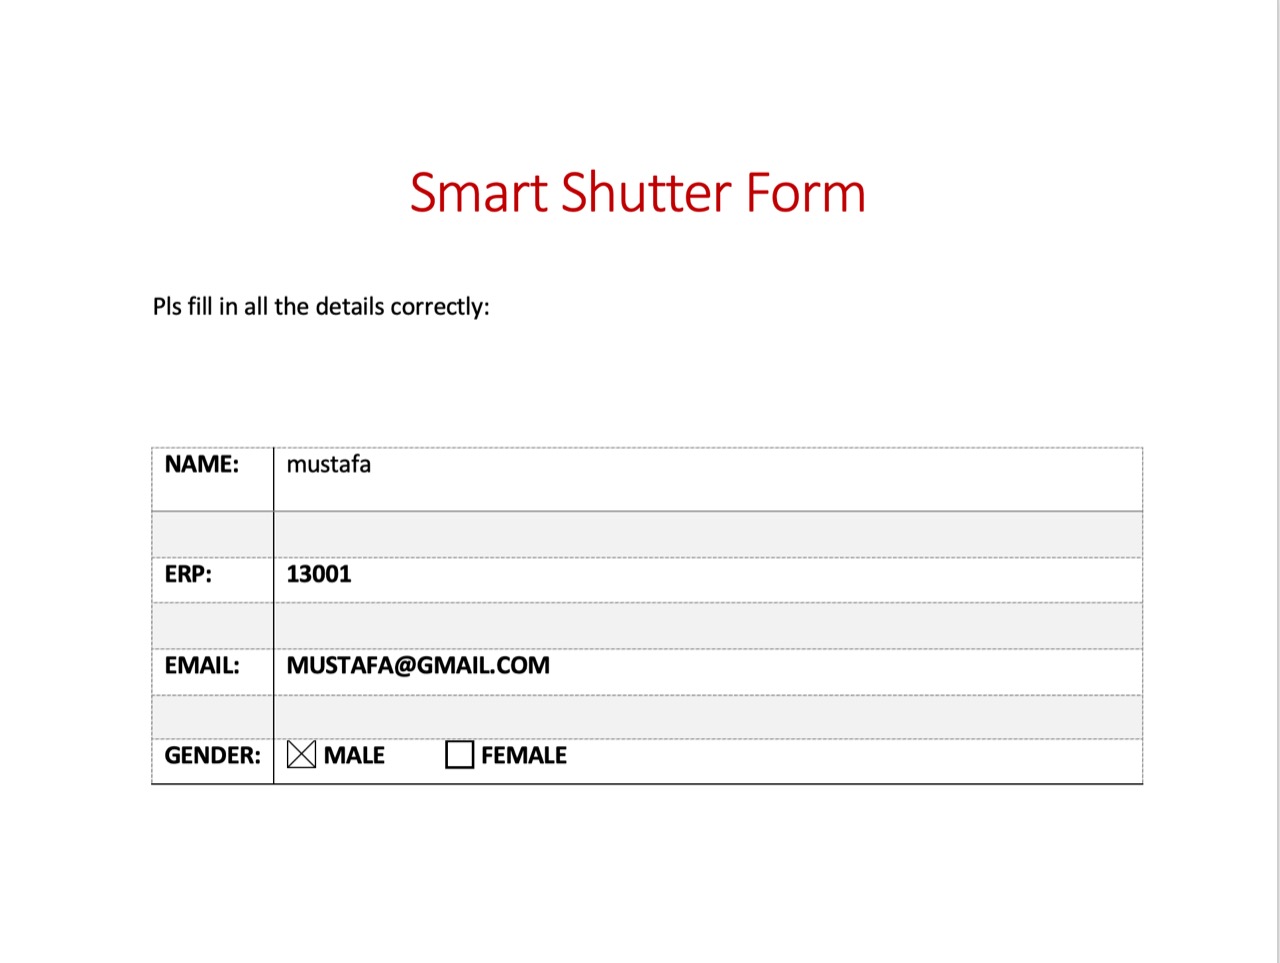 Smart Shutter Form
Pls fill in all the details correctly:
NAME: mustafa
ERP: 13001
EMAIL: MUSTAFA@GMAIL.COM
GENDER: ☒ MALE ☐ FEMALE